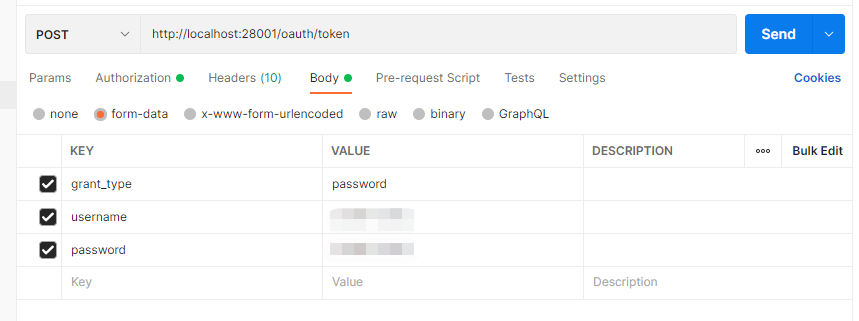 POST http://localhost:28001/oauth/token Send
Params Authorization Headers (10) Body Pre-request Script Tests Settings Cookies
none form-data x-www-form-urlencoded raw binary GraphQL
KEY VALUE DESCRIPTION ooo Bulk Edit
grant_type password
username
password
Key Value Description